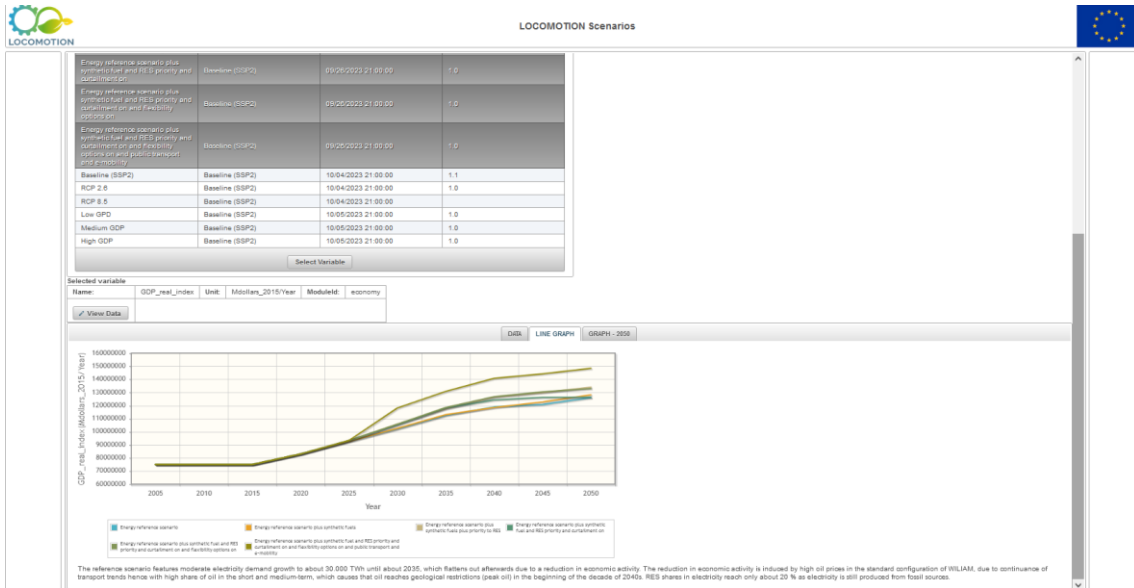 LOCOMOTION
LOCOMOTION Scenarios
Energy reference scenario plus
synthetic fuel and RES priority and
curtailment on
Baseline (SSP2) 09/26/2023 21:00:00 1.0
Energy reference scenario plus
synthetic fuel and RES priority and
curtailment on and flexibility
options on
Baseline (SSP2) 09/26/2023 21:00:00 1.0
Energy reference scenario plus
synthetic fuel and RES priority and
curtailment on and flexibility
options on and public transport
and e-mobility
Baseline (SSP2) 09/26/2023 21:00:00 1.0
Baseline (SSP2) Baseline (SSP2) 10/04/2023 21:00:00 1.1
RCP 2.6 Baseline (SSP2) 10/04/2023 21:00:00 1.0
RCP 8.5 Baseline (SSP2) 10/04/2023 21:00:00
Low GPD Baseline (SSP2) 10/05/2023 21:00:00 1.0
Medium GDP Baseline (SSP2) 10/05/2023 21:00:00 1.0
High GDP Baseline (SSP2) 10/05/2023 21:00:00 1.0
Select Variable
Selected variable
Name: GDP_real_index Unit: Mdollars_2015/Year ModuleId: economy
View Data
DATA LINE GRAPH GRAPH - 2050
GDP_real_index (Mdollars_2015/Year)
160000000
150000000
140000000
130000000
120000000
110000000
100000000
90000000
80000000
70000000
60000000
2005 2010 2015 2020 2025 2030 2035 2040 2045 2050
Year
Energy reference scenario
Energy reference scenario plus synthetic fuels
Energy reference scenario plus
synthetic fuels plus priority to RES
Energy reference scenario plus synthetic
fuel and RES priority and curtailment on
Energy reference scenario plus synthetic fuel and RES
priority and curtailment on and flexibility options on
Energy reference scenario plus synthetic fuel and RES priority and
curtailment on and flexibility options on and public transport and
e-mobility
The reference scenario features moderate electricity demand growth to about 30.000 TWh until about 2035, which flattens out afterwards due to a reduction in economic activity. The reduction in economic activity is induced by high oil prices in the standard configuration of WILIAM, due to continuance of
transport trends hence with high share of oil in the short and medium-term, which causes that oil reaches geological restrictions (peak oil) in the beginning of the decade of 2040s. RES shares in electricity reach only about 20 % as electricity is still produced from fossil sources